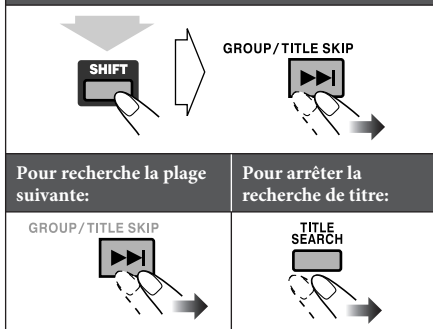 SHIFT
GROUP/TITLE SKIP
Pour recherche la plage
suivante:
Pour arrêter la
recherche de titre:
GROUP/TITLE SKIP
TITLE
SEARCH